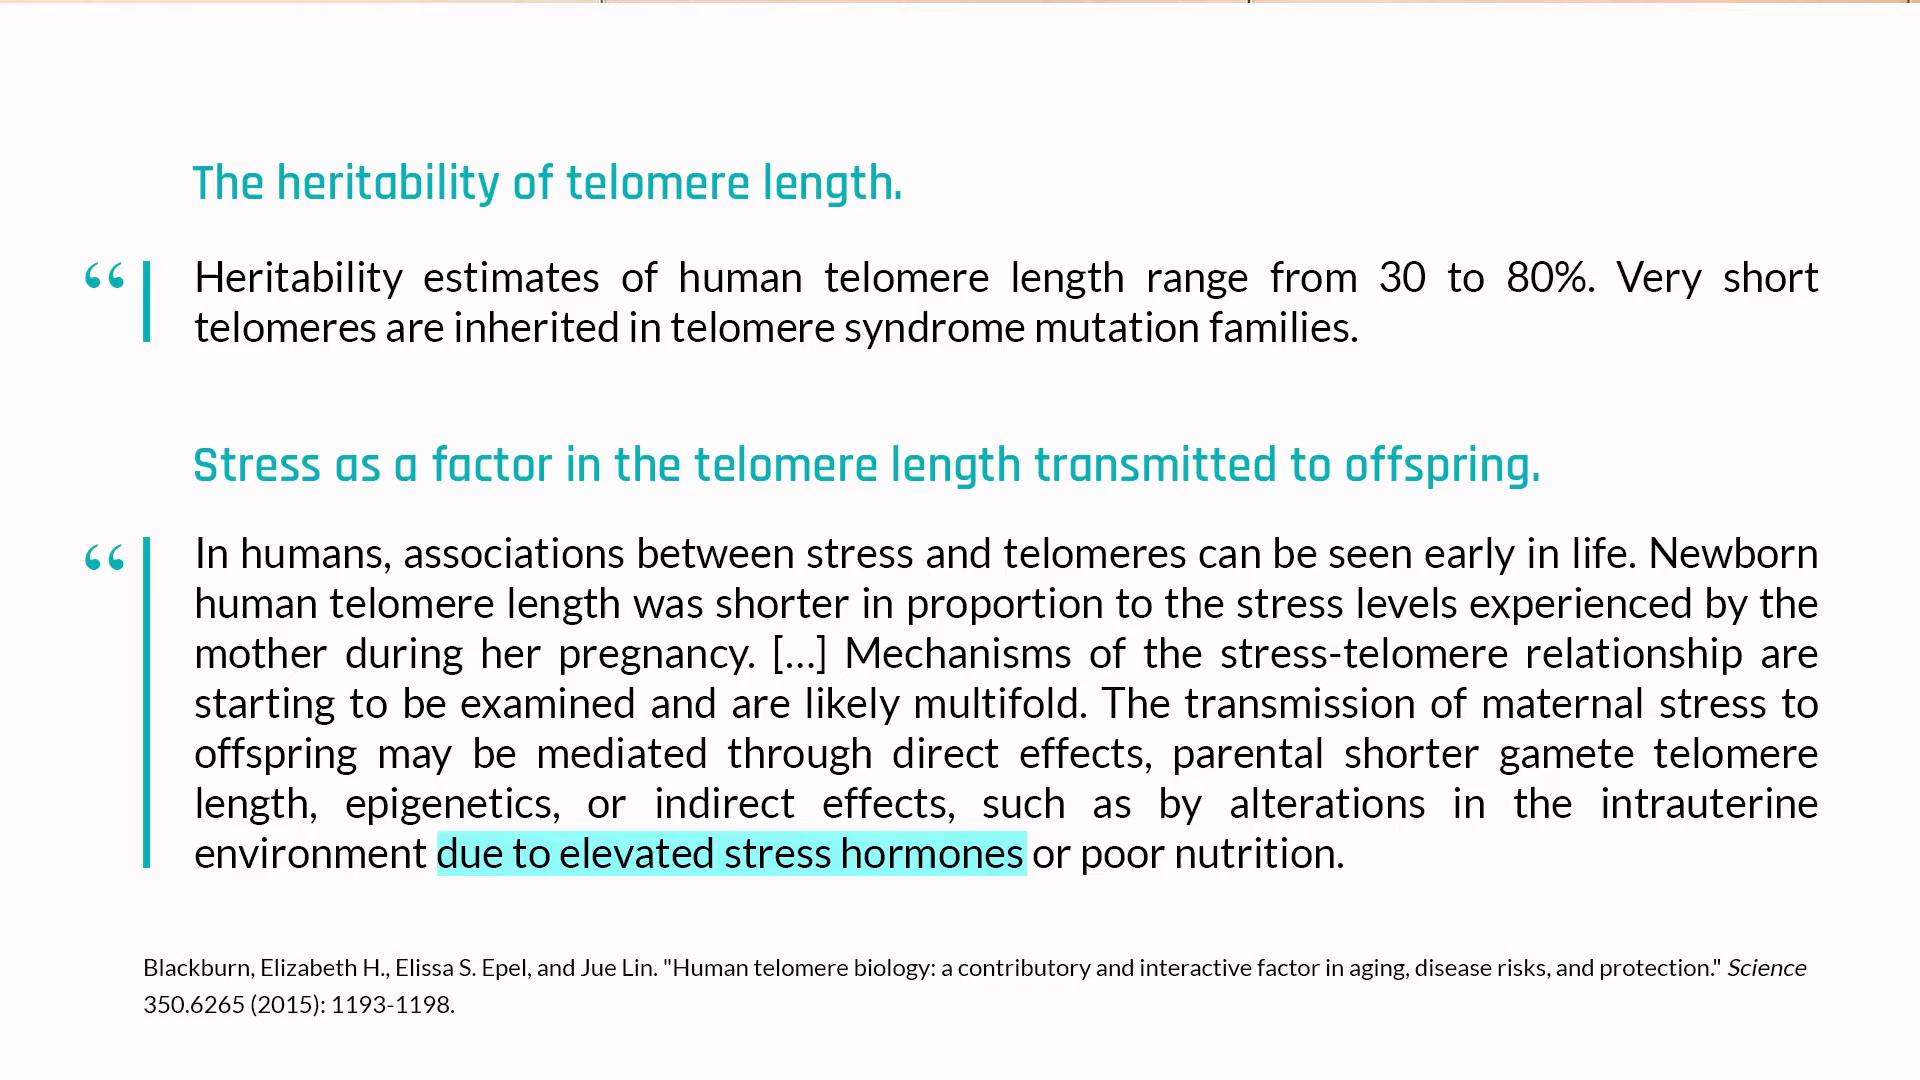 The heritability of telomere length.
“ Heritability estimates of human telomere length range from 30 to 80%. Very short
telomeres are inherited in telomere syndrome mutation families.
Stress as a factor in the telomere length transmitted to offspring.
“ In humans, associations between stress and telomeres can be seen early in life. Newborn
human telomere length was shorter in proportion to the stress levels experienced by the
mother during her pregnancy. [...] Mechanisms of the stress-telomere relationship are
starting to be examined and are likely multifold. The transmission of maternal stress to
offspring may be mediated through direct effects, parental shorter gamete telomere
length, epigenetics, or indirect effects, such as by alterations in the intrauterine
environment due to elevated stress hormones or poor nutrition.
Blackburn, Elizabeth H., Elissa S. Epel, and Jue Lin. "Human telomere biology: a contributory and interactive factor in aging, disease risks, and protection." Science
350.6265 (2015): 1193-1198.